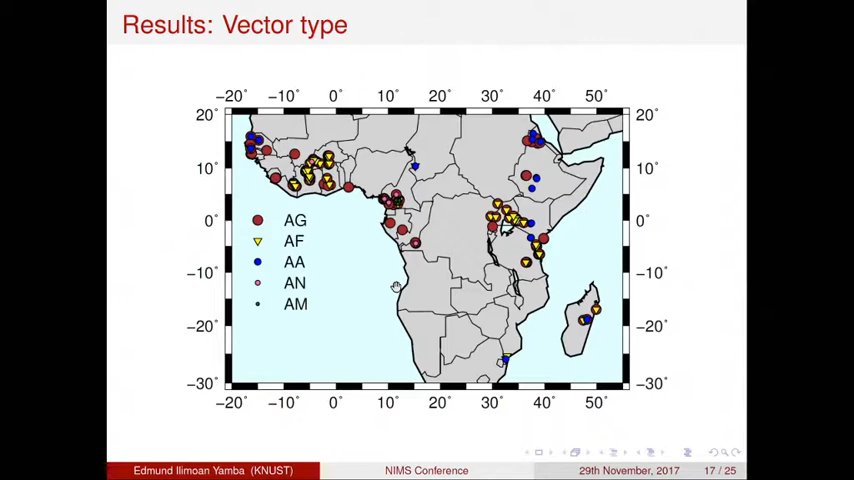 Results: Vector type
−20˚ −10˚ 0˚ 10˚ 20˚ 30˚ 40˚ 50˚
20˚ 20˚
10˚ 10˚
0˚ 0˚
−10˚ −10˚
−20˚ −20˚
−30˚ −30˚
AG
AF
AA
AN
AM
−20˚ −10˚ 0˚ 10˚ 20˚ 30˚ 40˚ 50˚
Edmund Ilimoan Yamba (KNUST) NIMS Conference 29th November, 2017 17 / 25